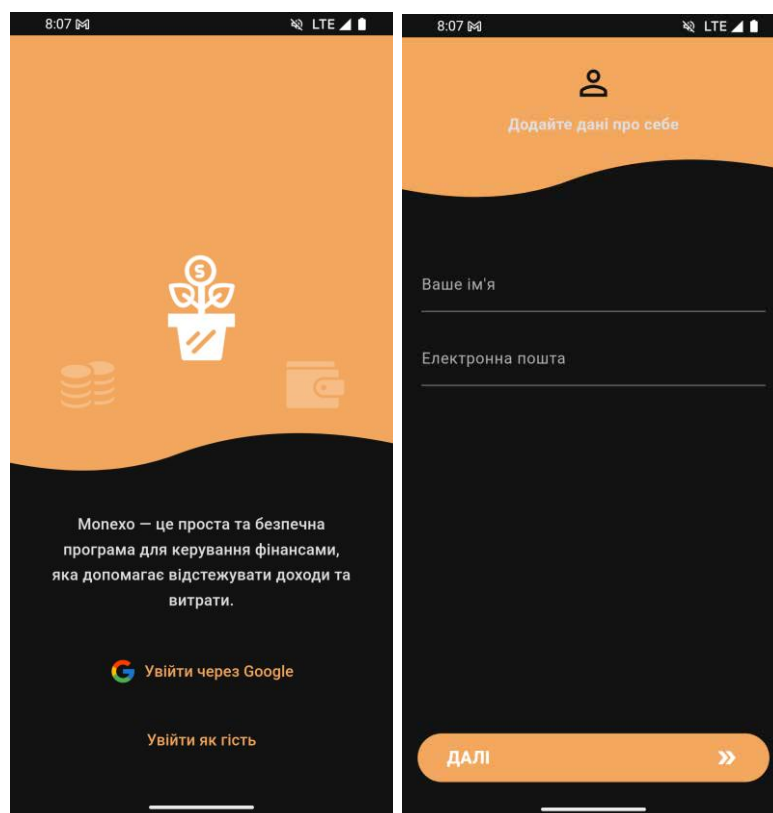 8:07 LTE
S
Monexo — це проста та безпечна
програма для керування фінансами,
яка допомагає відстежувати доходи та
витрати.
Увійти через Google
Увійти як гість
8:07 LTE
Додайте дані про себе
Ваше ім'я
Електронна пошта
ДАЛІ